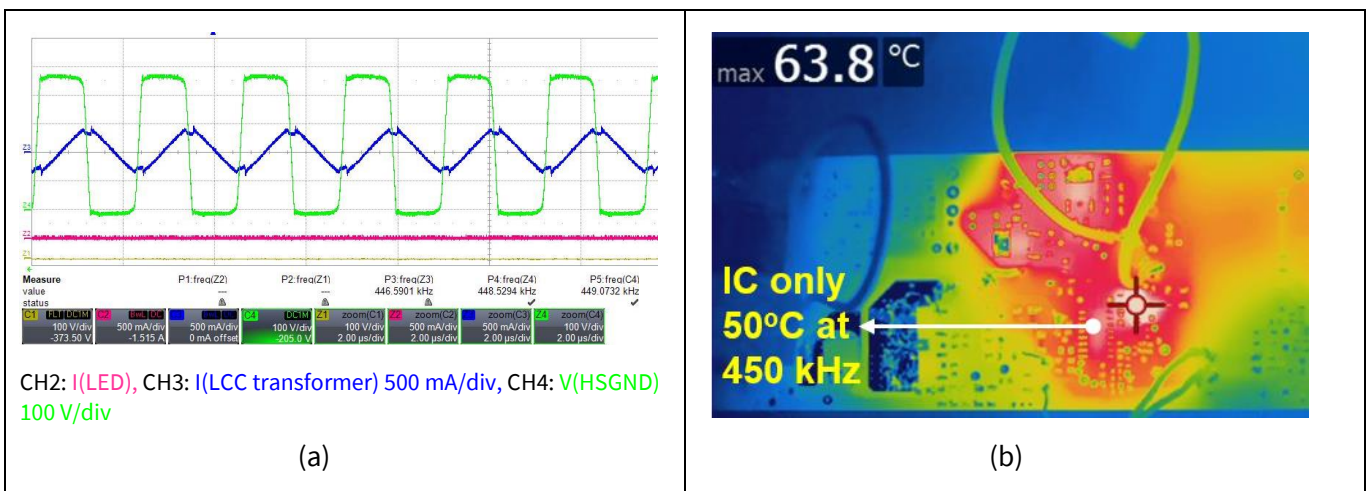 Z3
Z4
Z2
Z1
Measure P1:freq(Z2) P2:freq(Z1) P3:freq(Z3) P4:freq(Z4) P5:freq(C4)
value --- --- 446.5901 kHz 448.5294 kHz 449.0732 kHz
status
C1 FLT DC1M C2 BwL DC DC1M Z1 zoom(C1) Z2 zoom(C2) zoom(C3) Z4 zoom(C4)
100 V/div 500 mA/div 500 mA/div 100 V/div 100 V/div 500 mA/div 500 mA/div 100 V/div
-373.50 V -1.515 A 0 mA offset -205.0 V 2.00 µs/div 2.00 µs/div 2.00 µs/div 2.00 µs/div
CH2: I(LED), CH3: I(LCC transformer) 500 mA/div, CH4: V(HSGND)
100 V/div
(a)
max 63.8 °C
IC only
50°C at
450 kHz
(b)